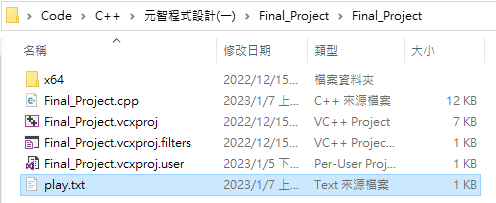 Code > C++ > 元智程式設計(一) > Final_Project > Final_Project
名稱 修改日期 類型 大小
x64 2022/12/15... 檔案資料夾
Final_Project.cpp 2023/1/7 上... C++ 來源檔案 12 KB
Final_Project.vcxproj 2022/12/15... VC++ Project 7 KB
Final_Project.vcxproj.filters 2022/12/15... VC++ Project ... 1 KB
Final_Project.vcxproj.user 2023/1/5 下... Per-User Proj... 1 KB
play.txt 2023/1/7 上... Text 來源檔案 1 KB